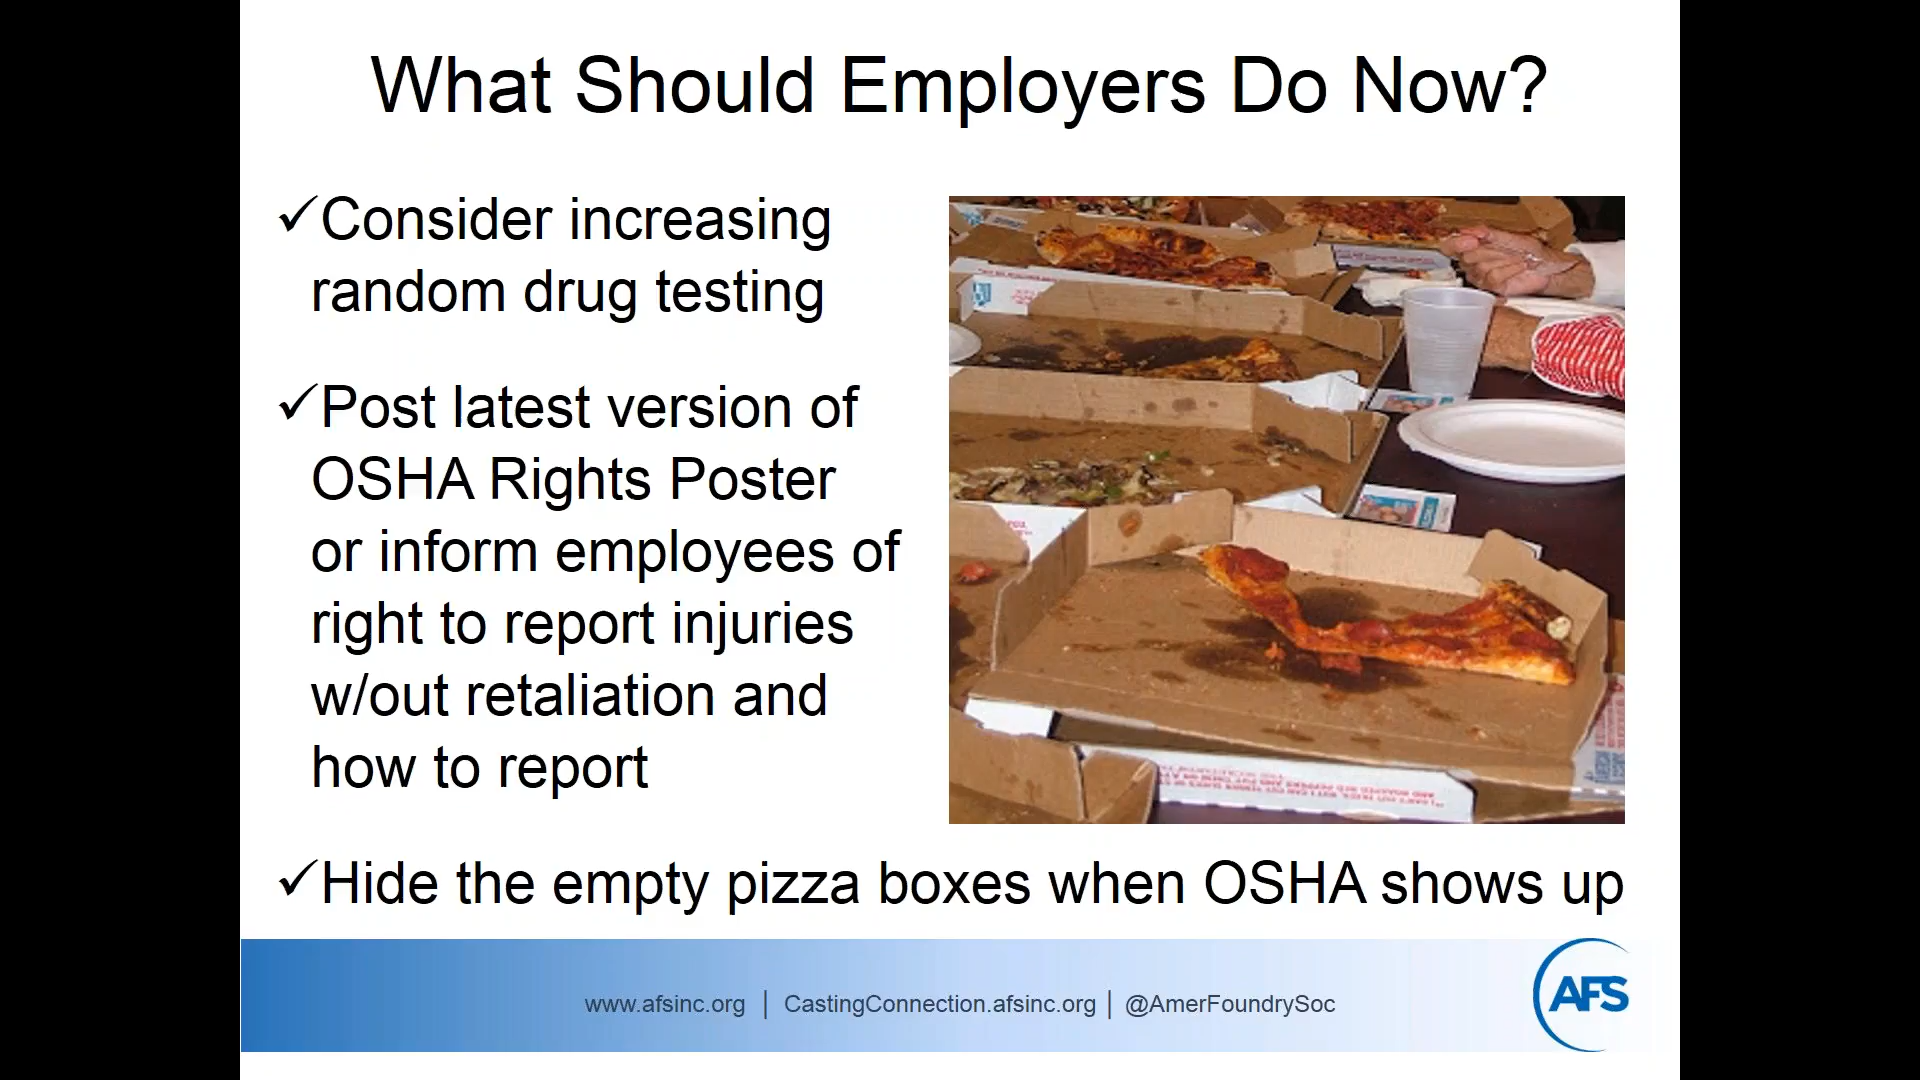 What Should Employers Do Now?
✓Consider increasing
random drug testing
✓Post latest version of
OSHA Rights Poster
or inform employees of
right to report injuries
w/out retaliation and
how to report
✓Hide the empty pizza boxes when OSHA shows up
www.afsinc.org | CastingConnection.afsinc.org | @AmerFoundrySoc
AFS